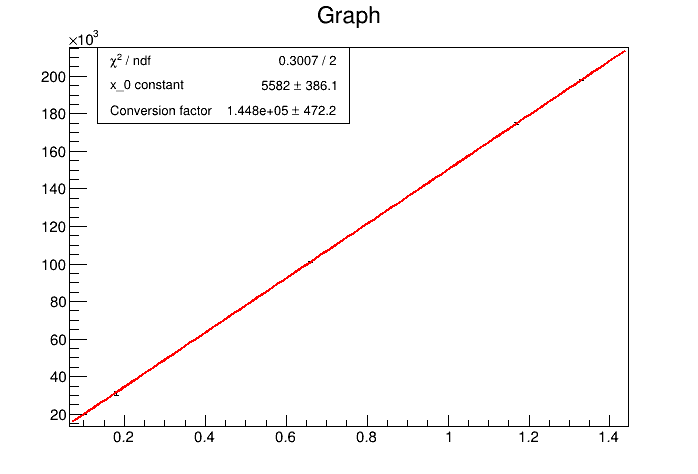 Graph
×10³
χ² / ndf 0.3007 / 2
x_0 constant 5582 ± 386.1
Conversion factor 1.448e+05 ± 472.2
200
180
160
140
120
100
80
60
40
20
0.2 0.4 0.6 0.8 1 1.2 1.4